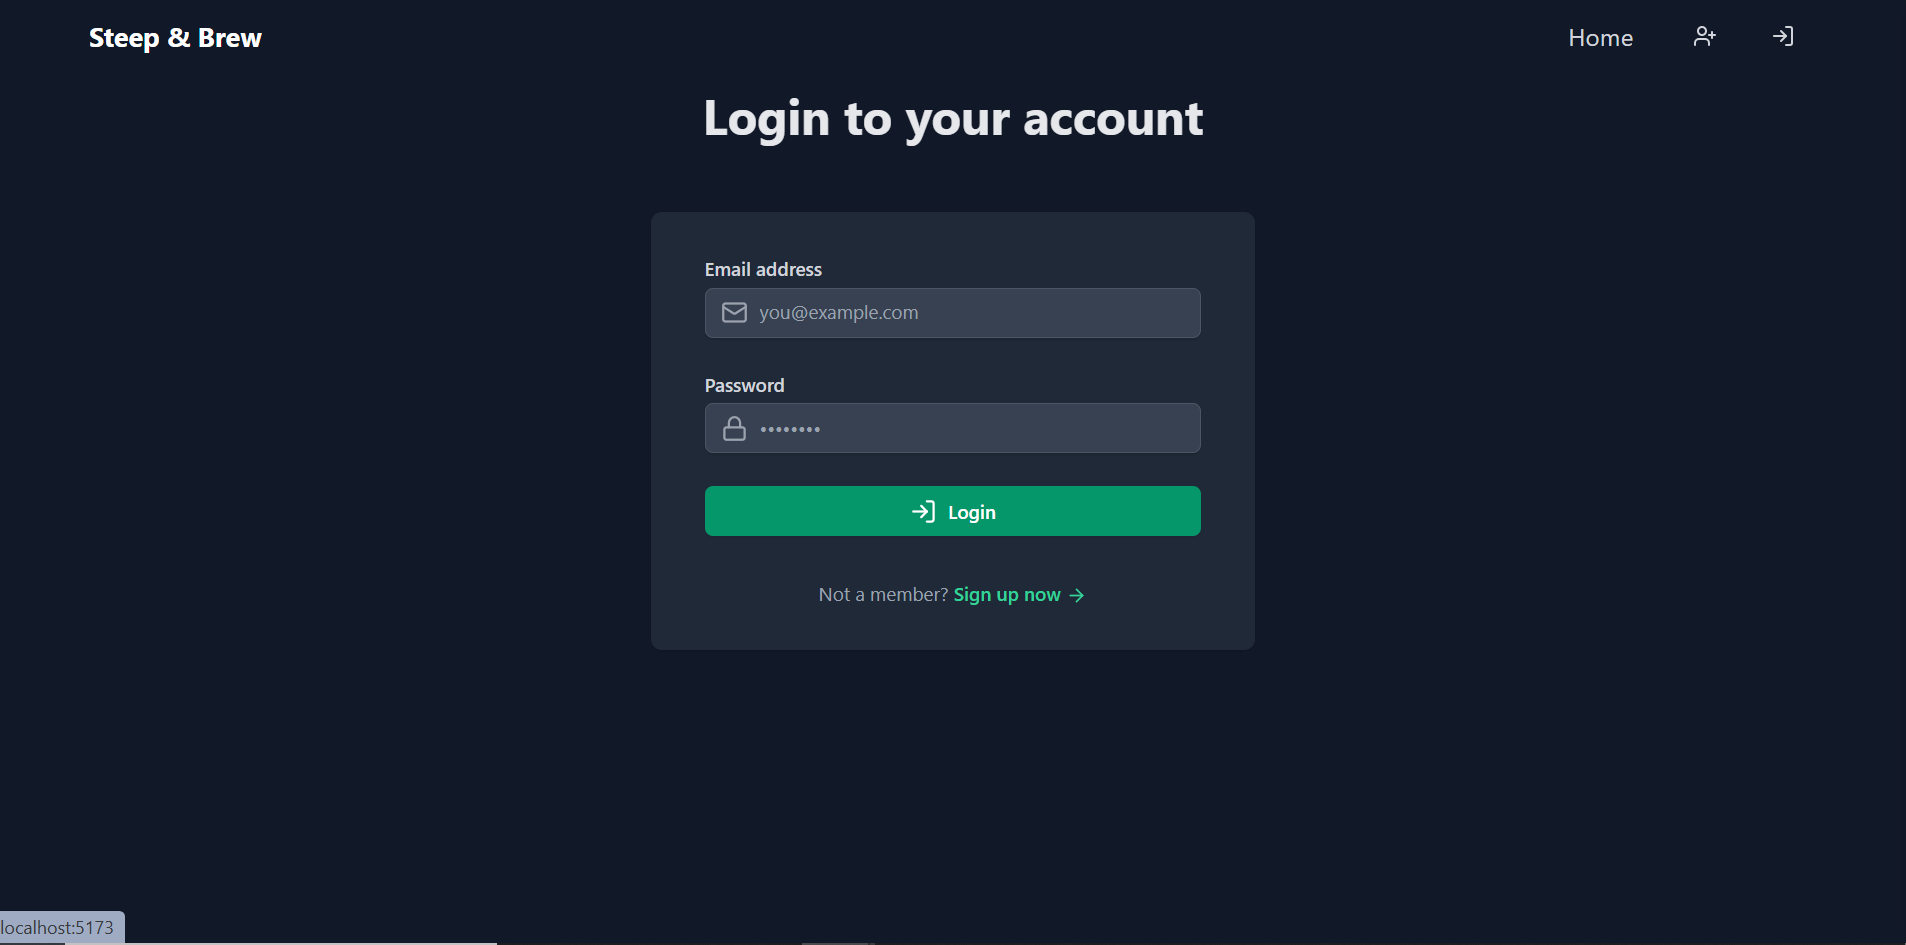 Steep & Brew
Home
Login to your account
Email address
you@example.com
Password
••••••••
Login
Not a member? Sign up now →
localhost:5173